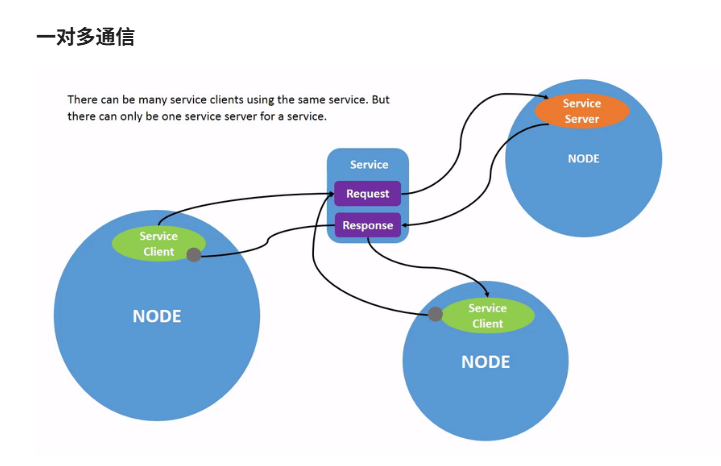 一对多通信
There can be many service clients using the same service. But
there can only be one service server for a service.
Service
Server
NODE
Service
Request
Response
Service
Client
NODE
Service
Client
NODE